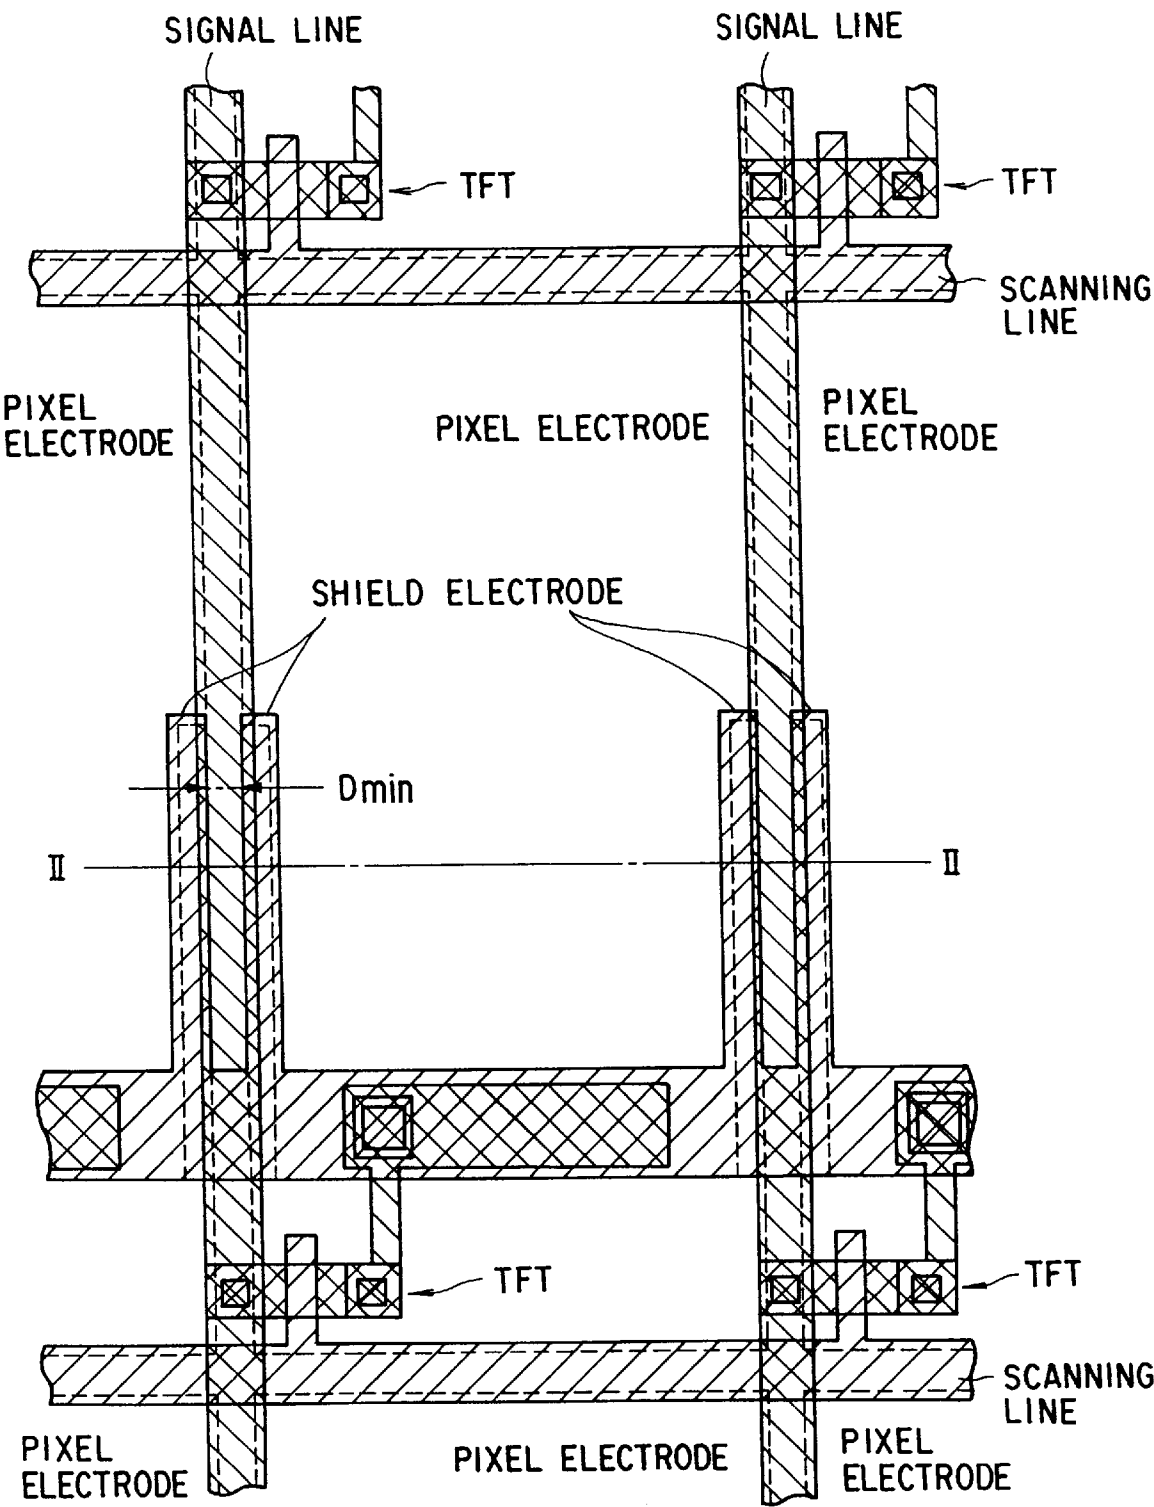 SIGNAL LINE
SIGNAL LINE
TFT
TFT
SCANNING
LINE
PIXEL
ELECTRODE
PIXEL ELECTRODE
PIXEL
ELECTRODE
SHIELD ELECTRODE
Dmin
II
II
TFT
TFT
SCANNING
LINE
PIXEL
ELECTRODE
PIXEL ELECTRODE
PIXEL
ELECTRODE